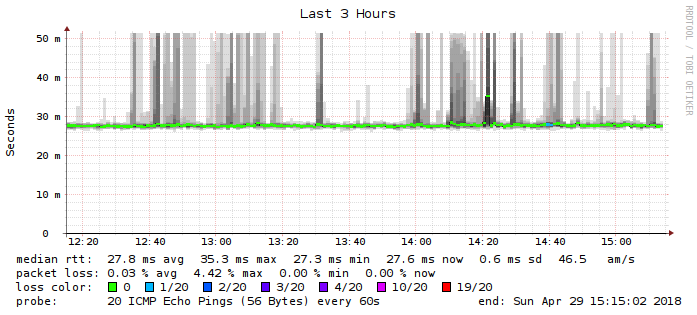 Last 3 Hours
RRDTOOL / TOBI OETIKER
Seconds
50 m
40 m
30 m
20 m
10 m
0
12:20 12:40 13:00 13:20 13:40 14:00 14:20 14:40 15:00
median rtt: 27.8 ms avg 35.3 ms max 27.3 ms min 27.6 ms now 0.6 ms sd 46.5 am/s
packet loss: 0.03 % avg 4.42 % max 0.00 % min 0.00 % now
loss color: 0 1/20 2/20 3/20 4/20 10/20 19/20
probe: 20 ICMP Echo Pings (56 Bytes) every 60s end: Sun Apr 29 15:15:02 2018